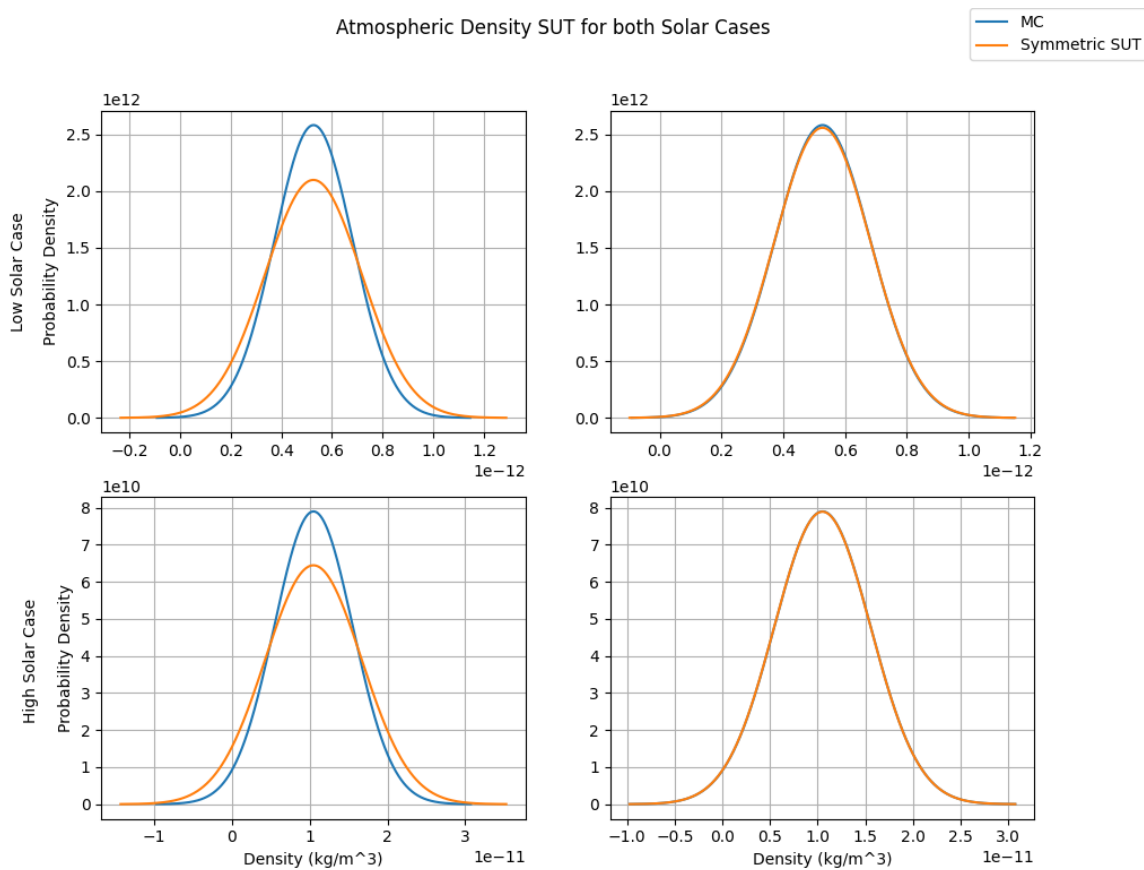 Atmospheric Density SUT for both Solar Cases
MC
Symmetric SUT
1e12
2.5
2.0
1.5
1.0
0.5
0.0
Low Solar Case
Probability Density
−0.2 0.0 0.2 0.4 0.6 0.8 1.0 1.2
1e−12
1e12
2.5
2.0
1.5
1.0
0.5
0.0
0.0 0.2 0.4 0.6 0.8 1.0 1.2
1e−12
1e10
8
7
6
5
4
3
2
1
0
High Solar Case
Probability Density
−1 0 1 2 3
1e−11
Density (kg/m^3)
1e10
8
7
6
5
4
3
2
1
0
−1.0 −0.5 0.0 0.5 1.0 1.5 2.0 2.5 3.0
1e−11
Density (kg/m^3)